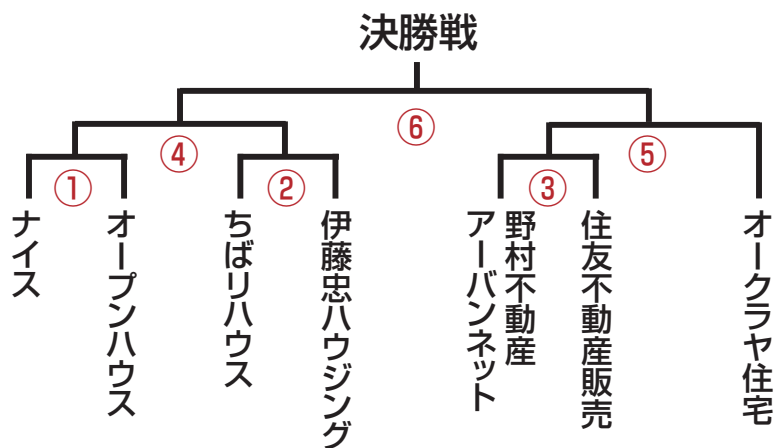 決勝戦
⑥
④
⑤
①
②
③
ナイス
オープンハウス
ちばリハウス
伊藤忠ハウジング
野村不動産
アーバンネット
住友不動産販売
オークラヤ住宅